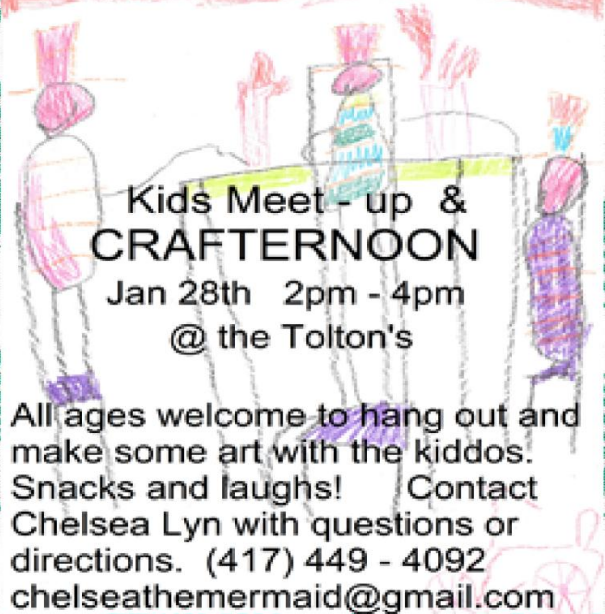 Kids Meet - up &
CRAFTERNOON
Jan 28th 2pm - 4pm
@ the Tolton's
All ages welcome to hang out and
make some art with the kiddos.
Snacks and laughs! Contact
Chelsea Lyn with questions or
directions. (417) 449 - 4092
chelseathemermaid@gmail.com